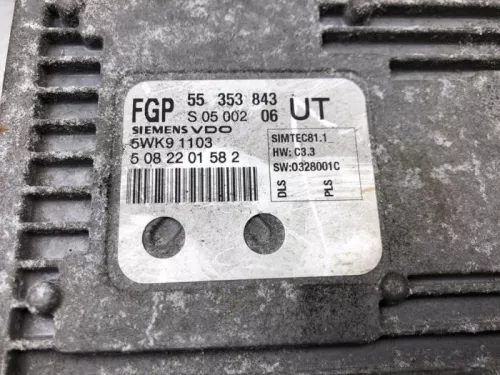 FGP 55 353 843 UT
S 05 002 06
SIEMENS VDO
5WK9 1103
5 08 22 01 58 2
SIMTEC81.1
HW: C3.3
SW:0328001C
DLS
PLS